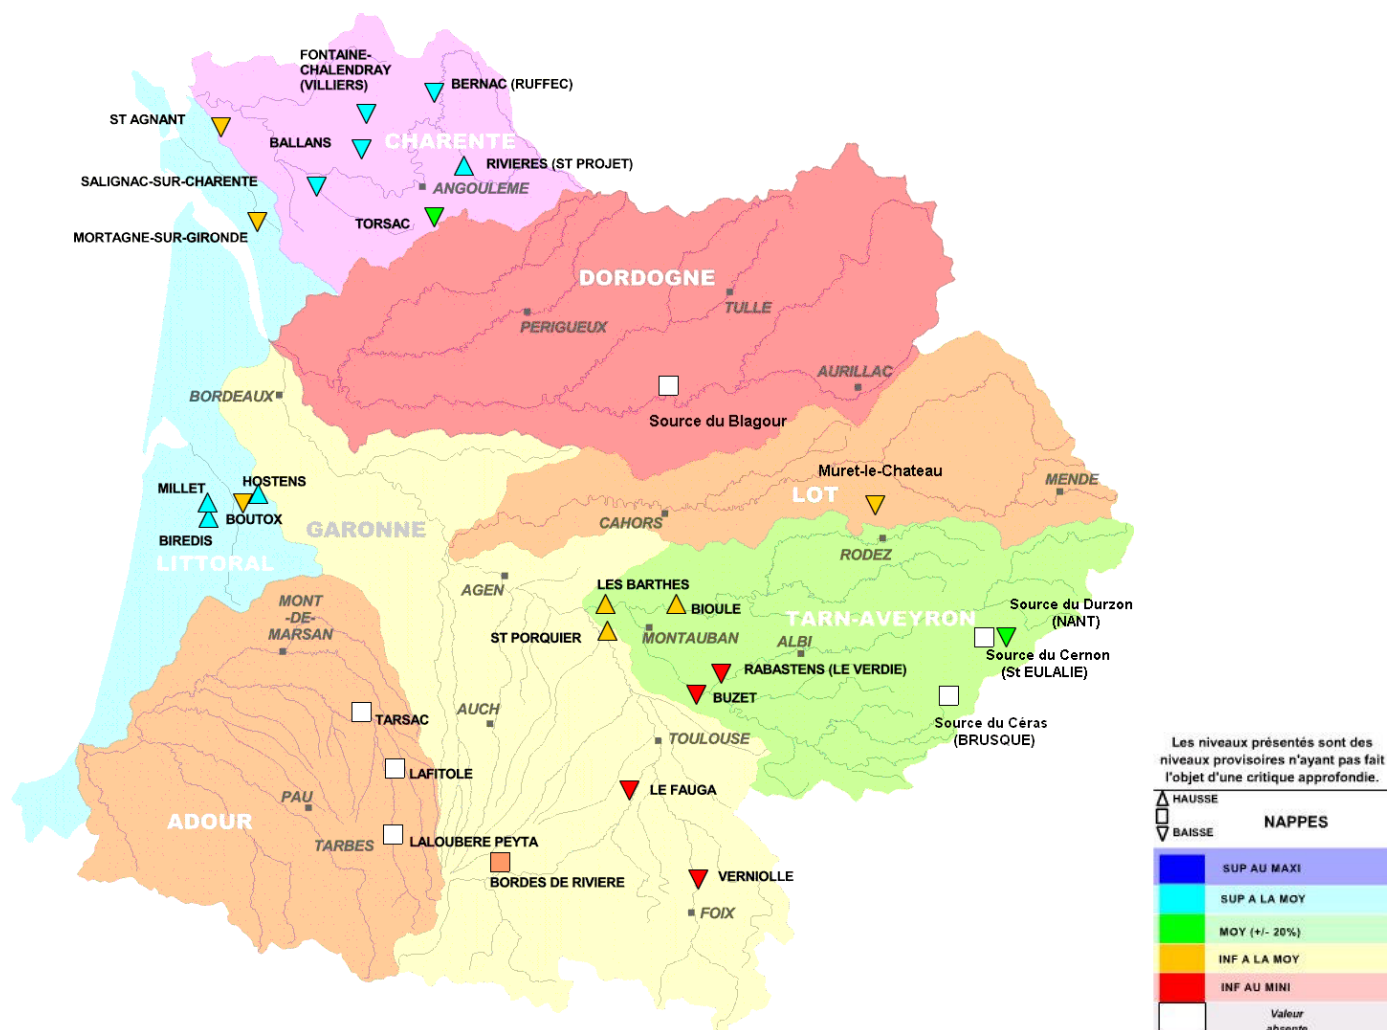 FONTAINE-
CHALENDRAY
(VILLIERS)
BERNAC (RUFFEC)
ST AGNANT
BALLANS
CHARENTE
RIVIERES (ST PROJET)
SALIGNAC-SUR-CHARENTE
ANGOULEME
TORSAC
MORTAGNE-SUR-GIRONDE
DORDOGNE
TULLE
PERIGUEUX
AURILLAC
BORDEAUX
Source du Blagour
Muret-le-Chateau
MENDE
HOSTENS
MILLET
LOT
BOUTOX
CAHORS
GARONNE
BIREDIS
RODEZ
LITTORAL
AGEN
LES BARTHES
MONT
-DE-
MARSAN
BIOULE
Source du Durzon
(NANT)
TARN-AVEYRON
ST PORQUIER
MONTAUBAN
ALBI
Source du Cernon
(St EULALIE)
RABASTENS (LE VERDIE)
BUZET
AUCH
TARSAC
Source du Céras
(BRUSQUE)
TOULOUSE
LAFITOLE
LE FAUGA
PAU
ADOUR
TARBES
LALOUBERE PEYTA
BORDES DE RIVIERE
VERNIOLLE
FOIX
Les niveaux présentés sont des
niveaux provisoires n'ayant pas fait
l'objet d'une critique approfondie.
HAUSSE
NAPPES
BAISSE
SUP AU MAXI
SUP A LA MOY
MOY (+/- 20%)
INF A LA MOY
INF AU MINI
Valeur
absente